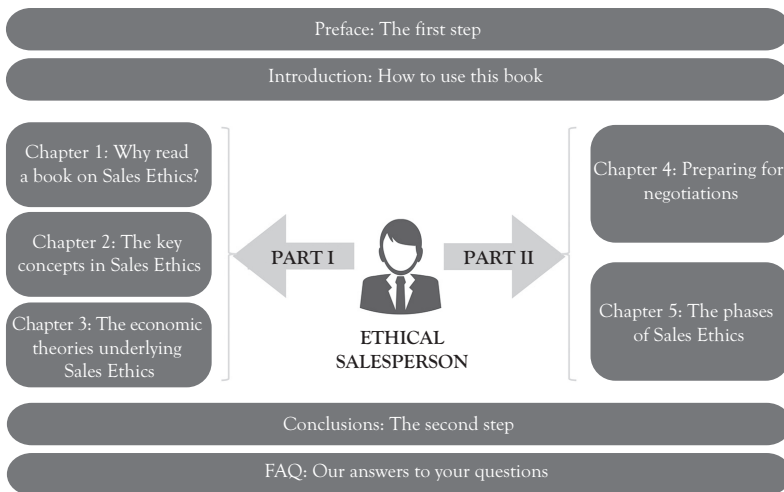 Preface: The first step
Introduction: How to use this book
Chapter 1: Why read
a book on Sales Ethics?
Chapter 2: The key
concepts in Sales Ethics
Chapter 3: The economic
theories underlying
Sales Ethics
PART I
ETHICAL
SALESPERSON
PART II
Chapter 4: Preparing for
negotiations
Chapter 5: The phases
of Sales Ethics
Conclusions: The second step
FAQ: Our answers to your questions